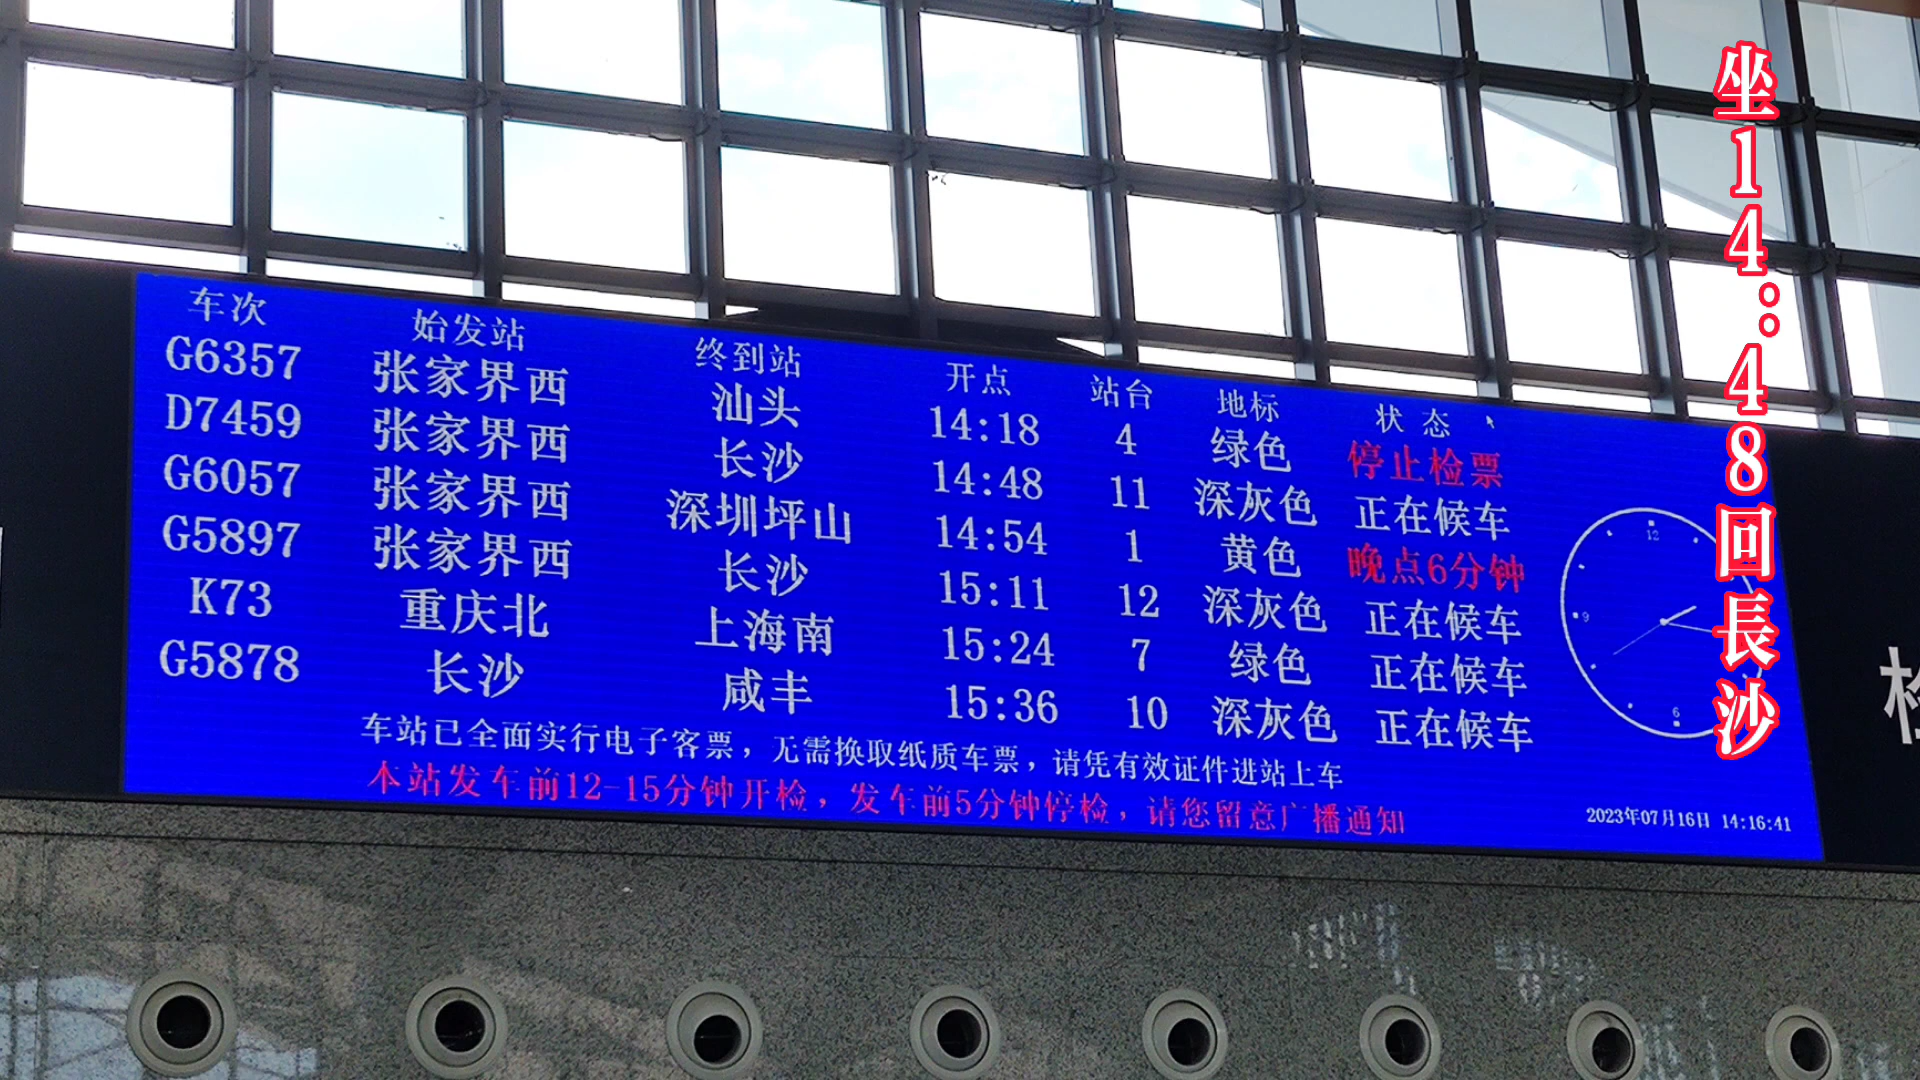 车次 始发站 终到站 开点 站台 地标 状态
G6357 张家界西 汕头 14:18 4 绿色 停止检票
D7459 张家界西 长沙 14:48 11 深灰色 正在候车
G6057 张家界西 深圳坪山 14:54 1 黄色 晚点6分钟
G5897 张家界西 长沙 15:11 12 深灰色 正在候车
K73 重庆北 上海南 15:24 7 绿色 正在候车
G5878 长沙 咸丰 15:36 10 深灰色 正在候车
车站已全面实行电子客票，无需换取纸质车票，请凭有效证件进站上车
本站发车前12-15分钟开检，发车前5分钟停检，请您留意广播通知
12
9
6
2023年07月16日 14:16:41
坐14:48回長沙